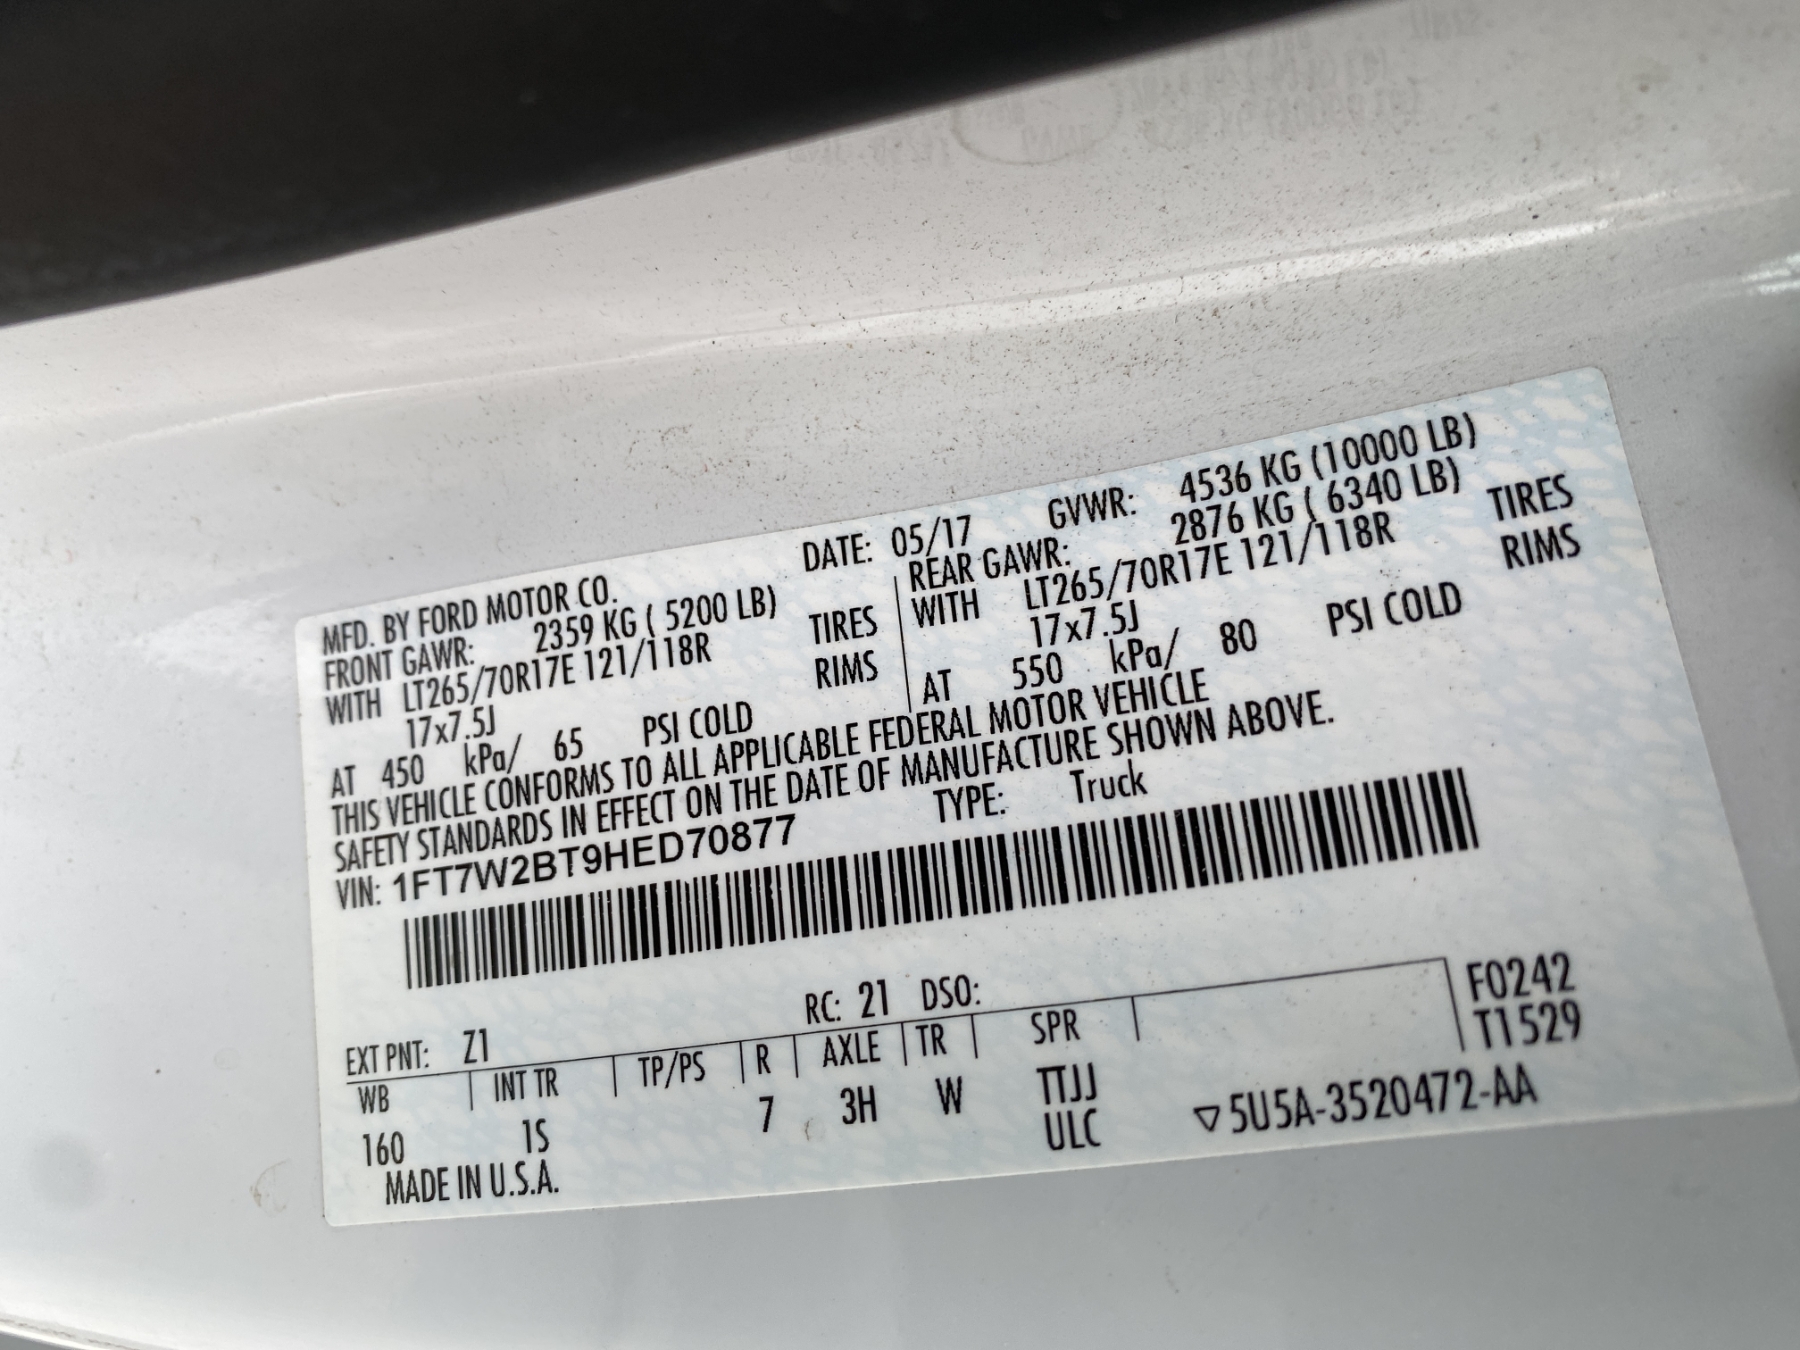 MFD. BY FORD MOTOR CO. DATE: 05/17 GVWR: 4536 KG (10000 LB)
FRONT GAWR: 2359 KG ( 5200 LB) REAR GAWR: 2876 KG ( 6340 LB)
WITH LT265/70R17E 121/118R TIRES WITH LT265/70R17E 121/118R TIRES
17x7.5J RIMS 17x7.5J RIMS
AT 450 kPa/ 65 PSI COLD AT 550 kPa/ 80 PSI COLD
THIS VEHICLE CONFORMS TO ALL APPLICABLE FEDERAL MOTOR VEHICLE
SAFETY STANDARDS IN EFFECT ON THE DATE OF MANUFACTURE SHOWN ABOVE.
VIN: 1FT7W2BT9HED70877 TYPE: Truck
EXT PNT: Z1 RC: 21 DSO: F0242
WB INT TR TP/PS R AXLE TR SPR T1529
160 1S 7 3H W TTJJ
ULC ▽5U5A-3520472-AA
MADE IN U.S.A.